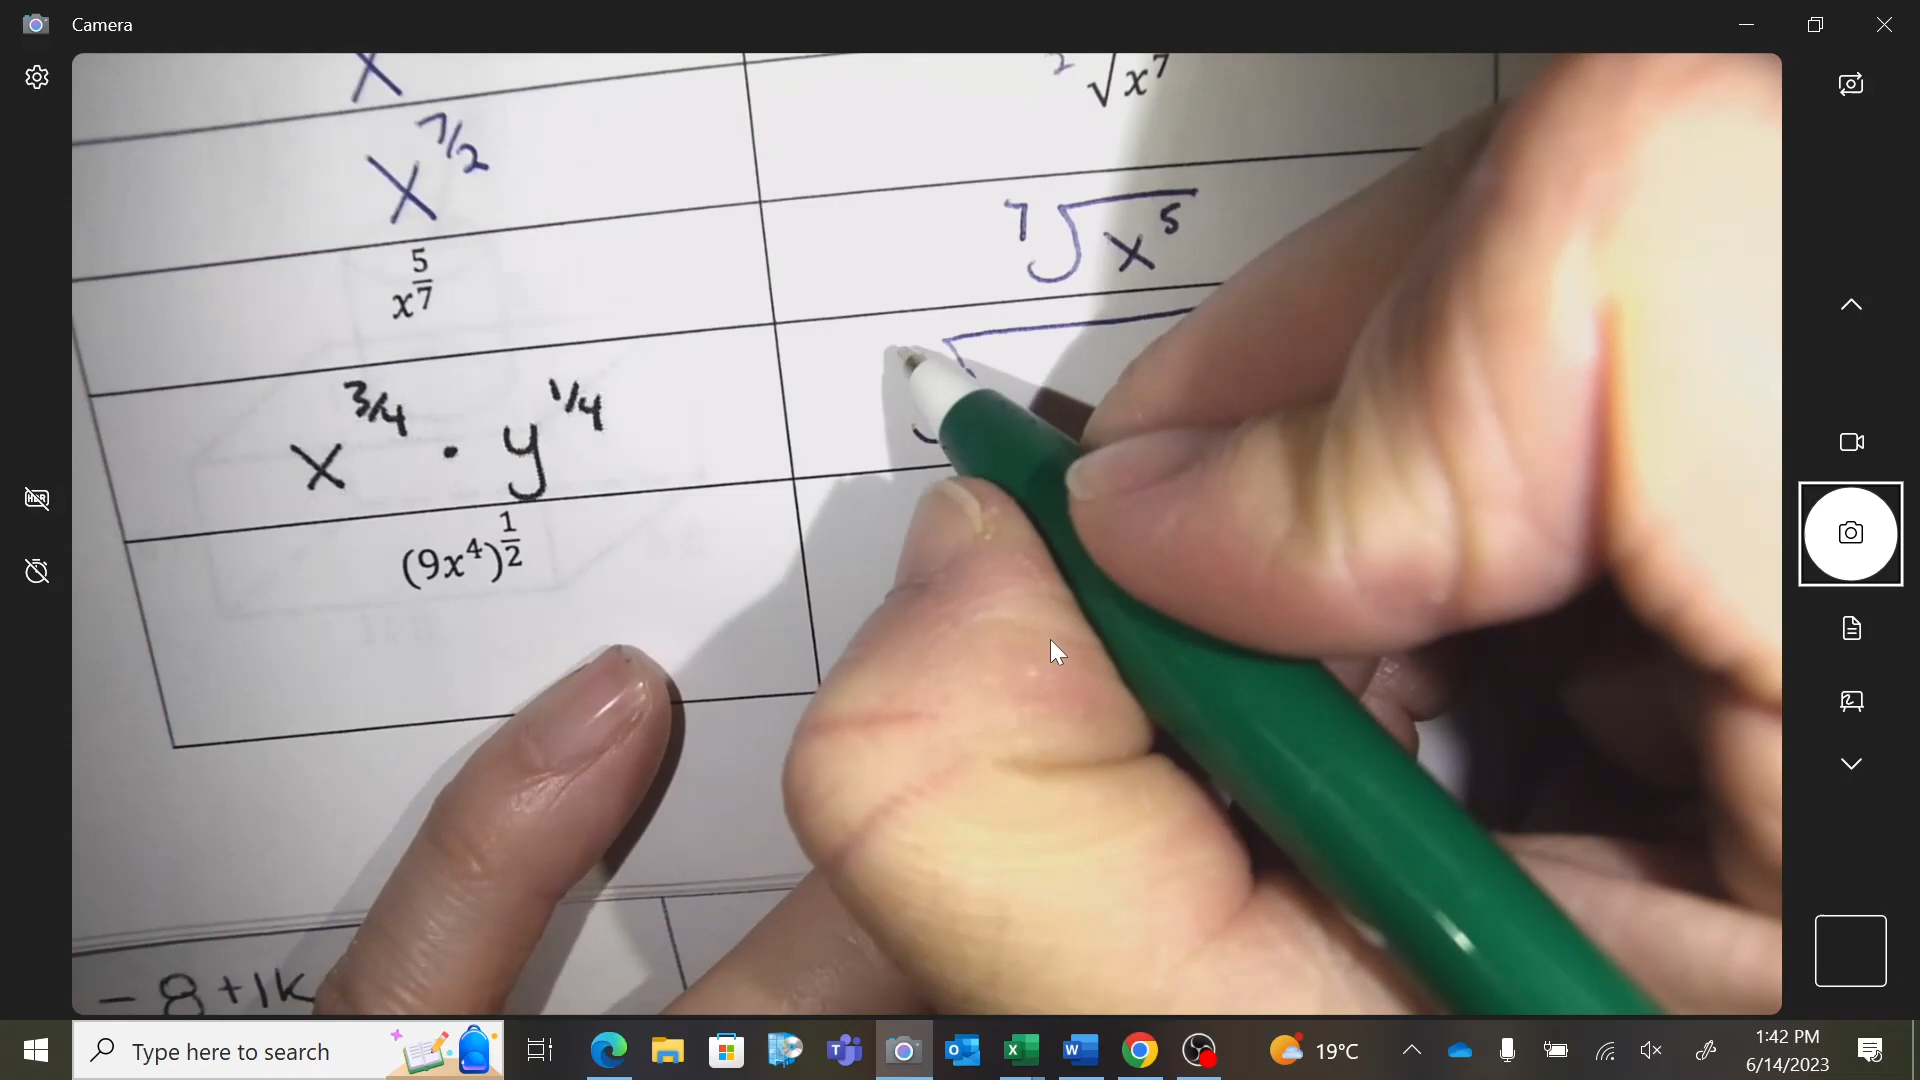 Camera
x
²√x⁷
x^7/2
⁷√x⁵
x^5/7
x^3/4 · y^1/4
(9x⁴)^1/2
- 8 + 1k
Type here to search
19°C
1:42 PM
6/14/2023